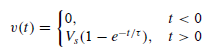 v(t) = { 0, t < 0
V_s(1 − e^{−t/τ}), t > 0